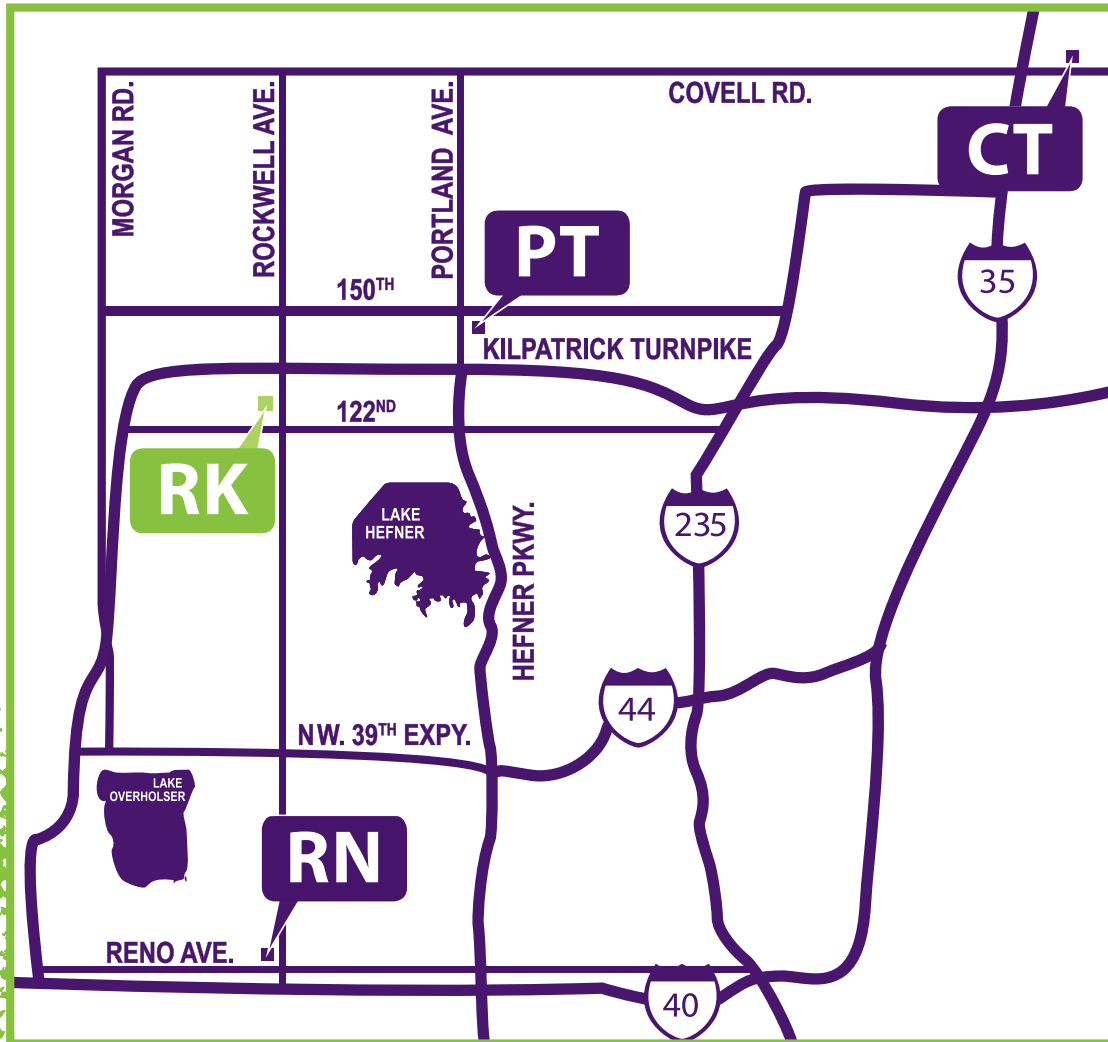 COVELL RD.
MORGAN RD.
ROCKWELL AVE.
PORTLAND AVE.
CT
PT
150TH
35
KILPATRICK TURNPIKE
122ND
RK
LAKE
HEFNER
HEFNER PKWY.
235
44
NW. 39TH EXPY.
LAKE
OVERHOLSER
RN
RENO AVE.
40